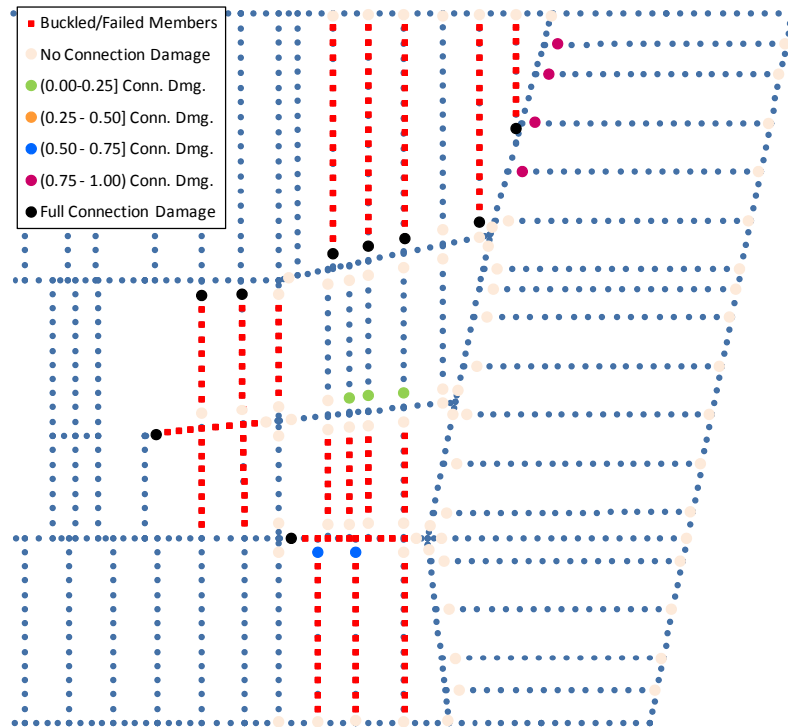 Buckled/Failed Members
No Connection Damage
(0.00-0.25] Conn. Dmg.
(0.25 - 0.50] Conn. Dmg.
(0.50 - 0.75] Conn. Dmg.
(0.75 - 1.00) Conn. Dmg.
Full Connection Damage